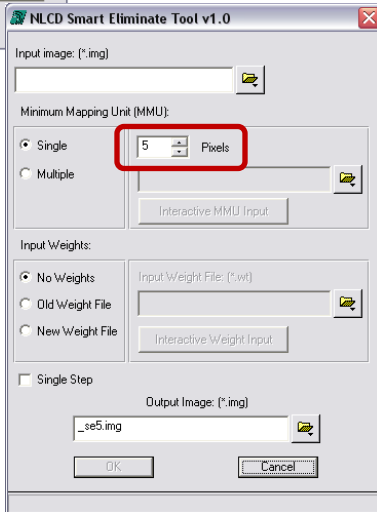 NLCD Smart Eliminate Tool v1.0
Input image: (*.img)
Minimum Mapping Unit (MMU):
Single
5 Pixels
Multiple
Interactive MMU Input
Input Weights:
No Weights
Input Weight File: (*.wt)
Old Weight File
New Weight File
Interactive Weight Input
Single Step
Output Image: (*.img)
_se5.img
OK Cancel